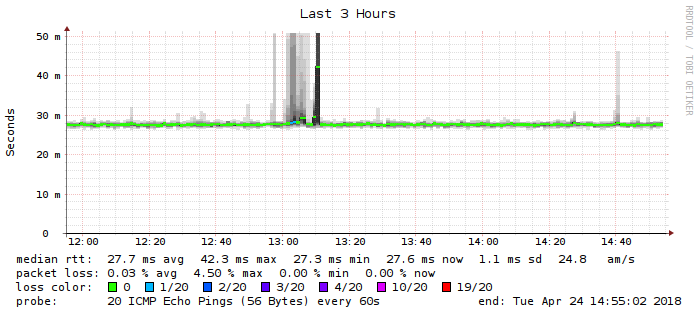 Last 3 Hours
RRDTOOL / TOBI OETIKER
Seconds
50 m
40 m
30 m
20 m
10 m
0
12:00 12:20 12:40 13:00 13:20 13:40 14:00 14:20 14:40
median rtt: 27.7 ms avg 42.3 ms max 27.3 ms min 27.6 ms now 1.1 ms sd 24.8 am/s
packet loss: 0.03 % avg 4.50 % max 0.00 % min 0.00 % now
loss color: 0 1/20 2/20 3/20 4/20 10/20 19/20
probe: 20 ICMP Echo Pings (56 Bytes) every 60s end: Tue Apr 24 14:55:02 2018